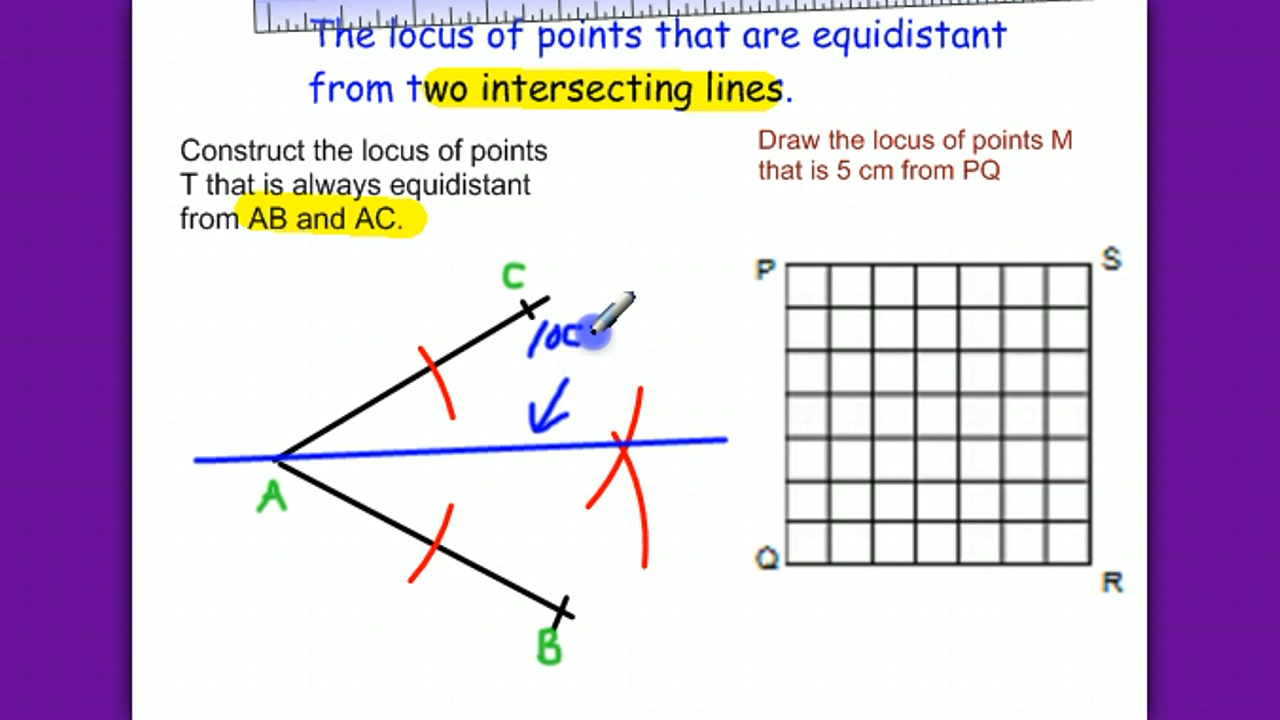 The locus of points that are equidistant
from two intersecting lines.
Construct the locus of points
T that is always equidistant
from AB and AC.
Draw the locus of points M
that is 5 cm from PQ
C
loc
A
B
P
S
Q
R